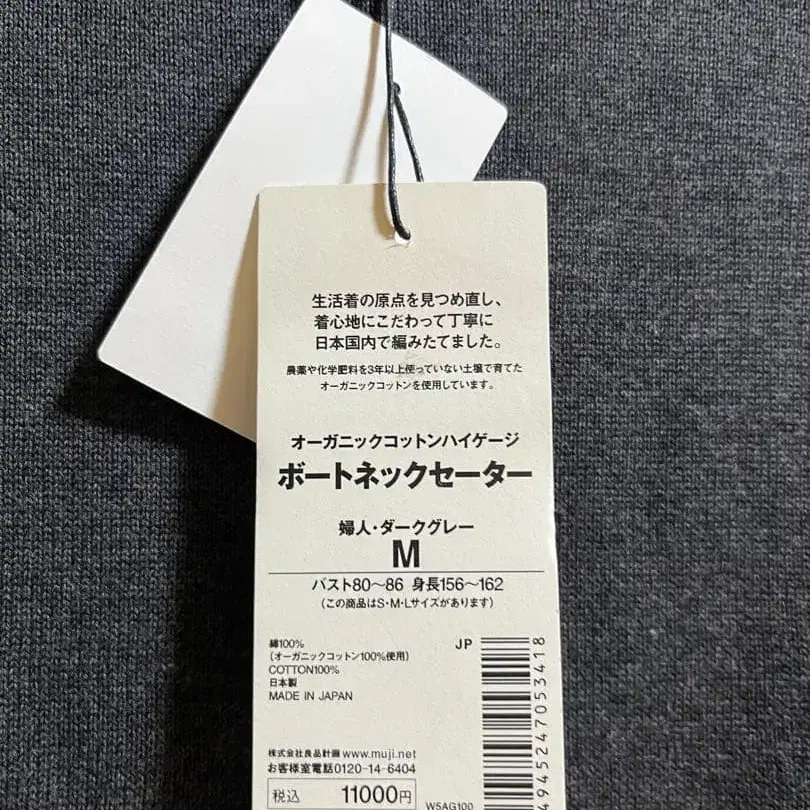 生活着の原点を見つめ直し、
着心地にこだわって丁寧に
日本国内で編みたてました。
農薬や化学肥料を3年以上使っていない土壌で育てた
オーガニックコットンを使用しています。
オーガニックコットンハイゲージ
ボートネックセーター
婦人・ダークグレー
M
バスト80〜86 身長156〜162
(この商品はS・M・Lサイズがあります)
綿100%
(オーガニックコットン100%使用)
COTTON100%
日本製
MADE IN JAPAN
JP
4945247053418
株式会社良品計画 www.muji.net
お客様室電話0120-14-6404
税込 11000円
W5AG100